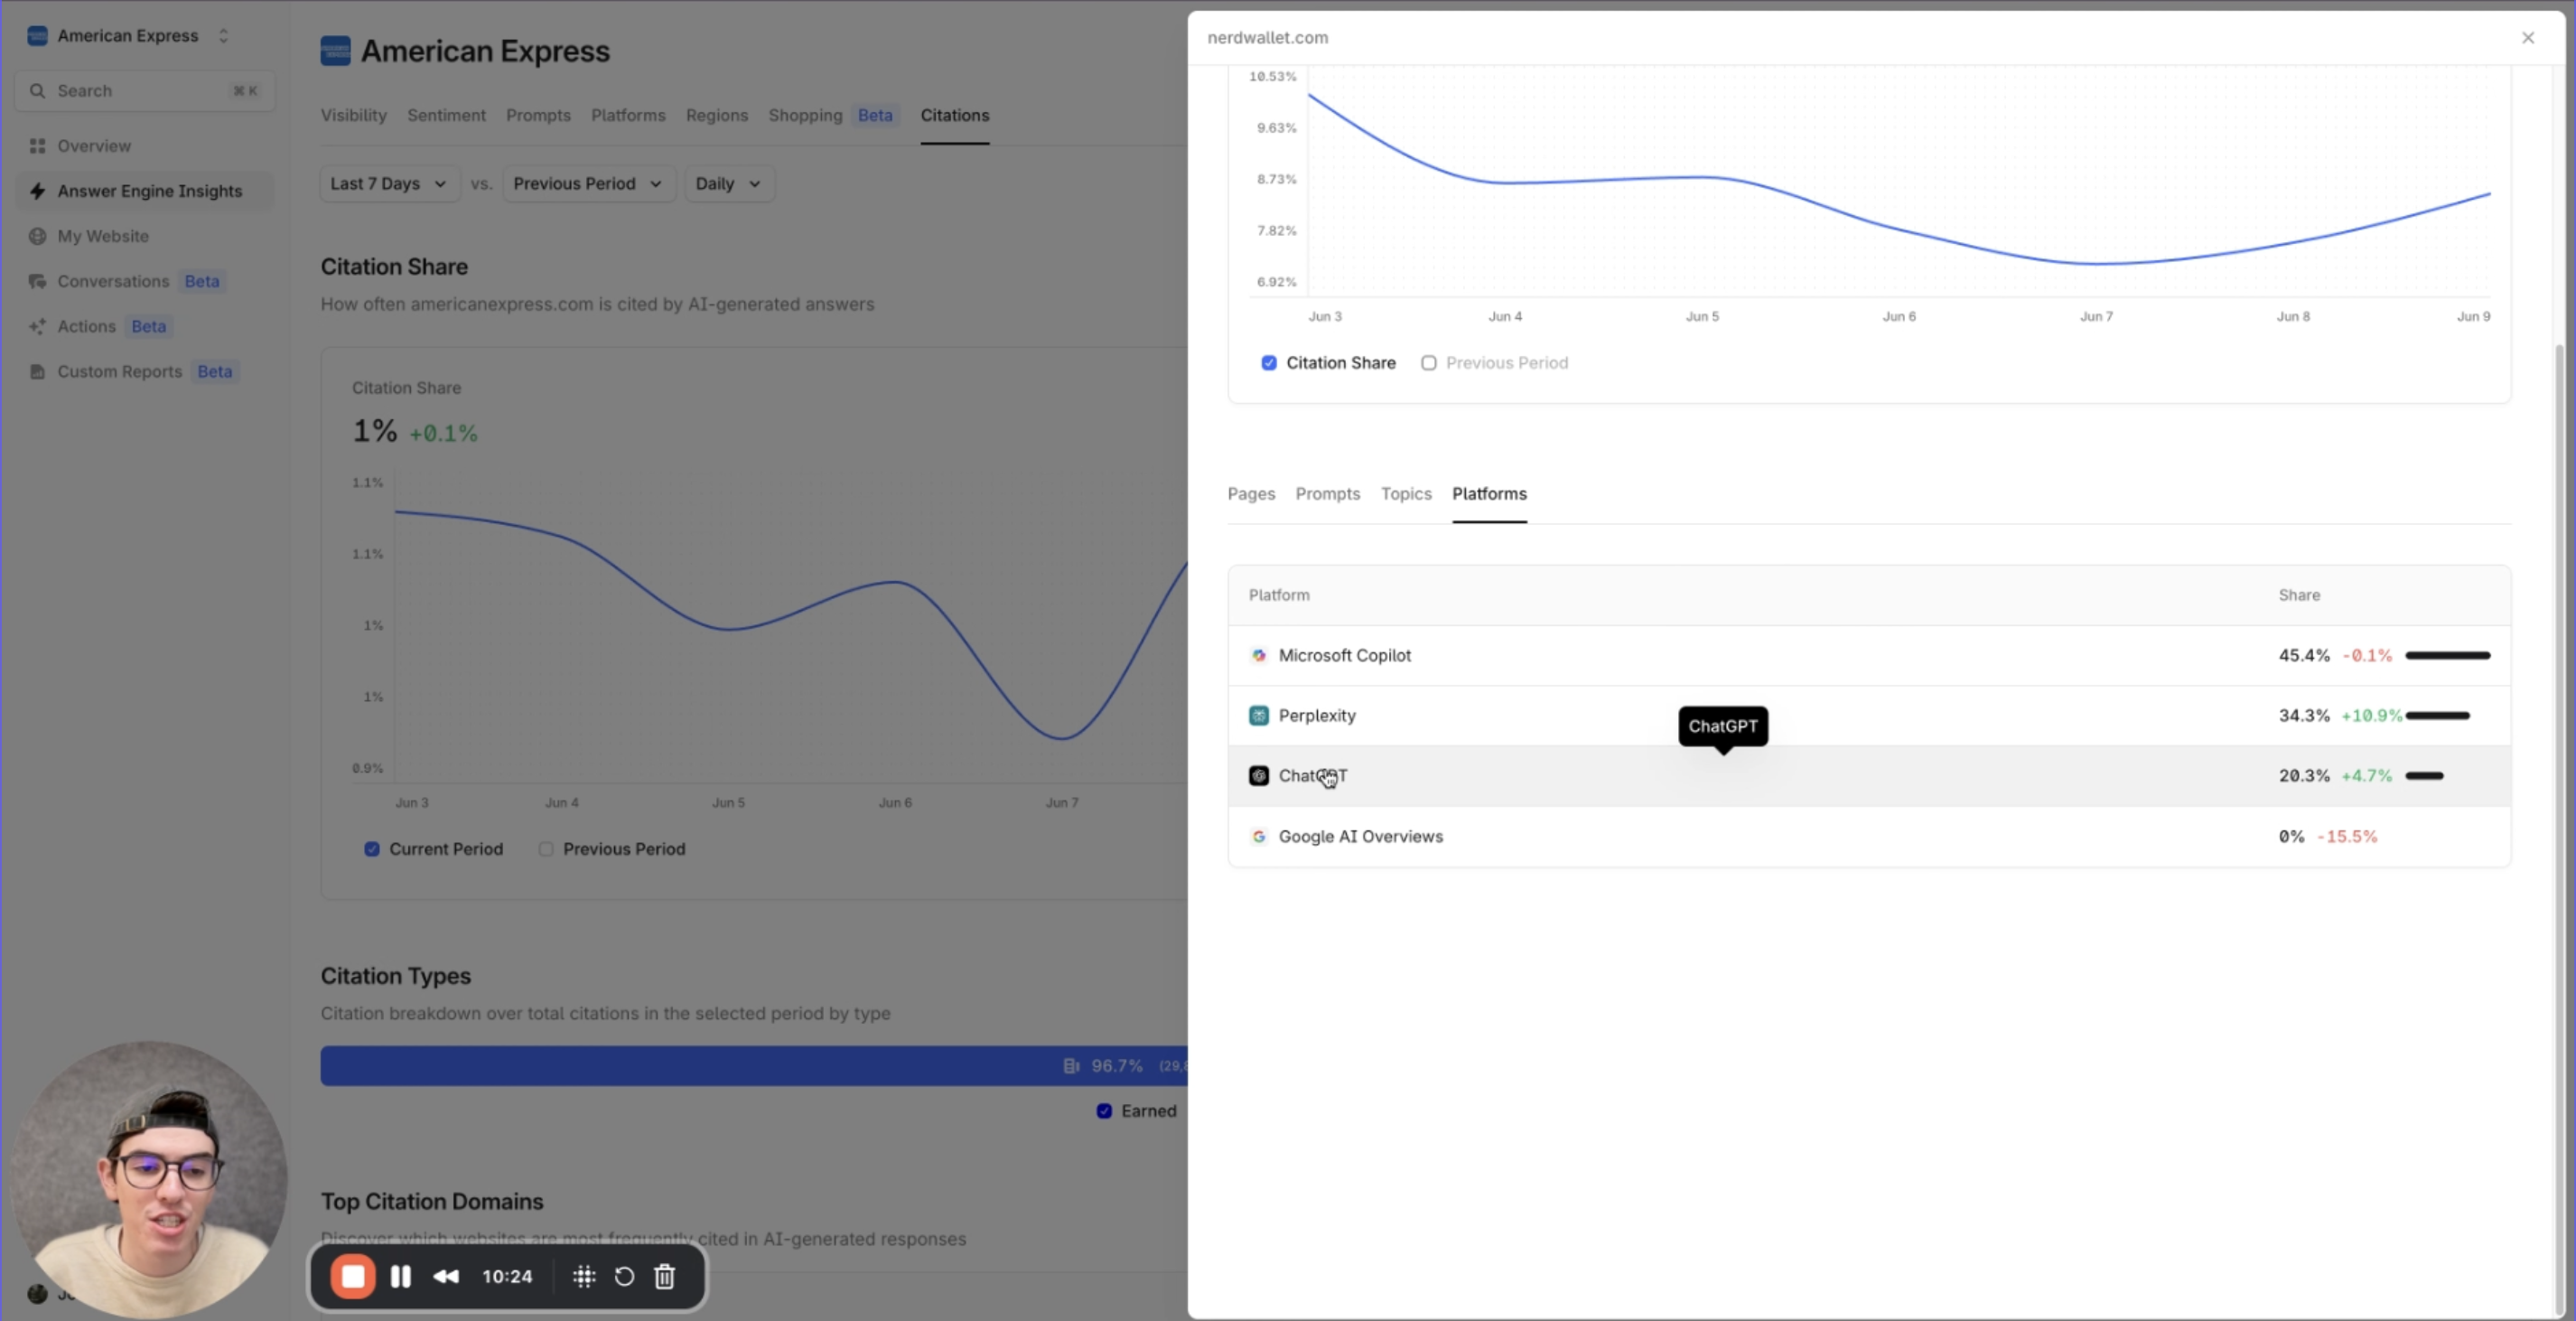 American Express
Search
⌘ K
Overview
Answer Engine Insights
My Website
Conversations Beta
Actions Beta
Custom Reports Beta
American Express
Visibility Sentiment Prompts Platforms Regions Shopping Beta Citations
Last 7 Days vs. Previous Period Daily
Citation Share
How often americanexpress.com is cited by AI-generated answers
Citation Share
1% +0.1%
1.1%
1.1%
1%
1%
0.9%
Jun 3 Jun 4 Jun 5 Jun 6 Jun 7
Current Period Previous Period
Citation Types
Citation breakdown over total citations in the selected period by type
96.7%
Earned
Top Citation Domains
Discover which websites are most frequently cited in AI-generated responses
10:24
nerdwallet.com
10.53%
9.63%
8.73%
7.82%
6.92%
Jun 3 Jun 4 Jun 5 Jun 6 Jun 7 Jun 8 Jun 9
Citation Share Previous Period
Pages Prompts Topics Platforms
Platform Share
Microsoft Copilot 45.4% -0.1%
Perplexity 34.3% +10.9%
ChatGPT
ChatGPT 20.3% +4.7%
Google AI Overviews 0% -15.5%